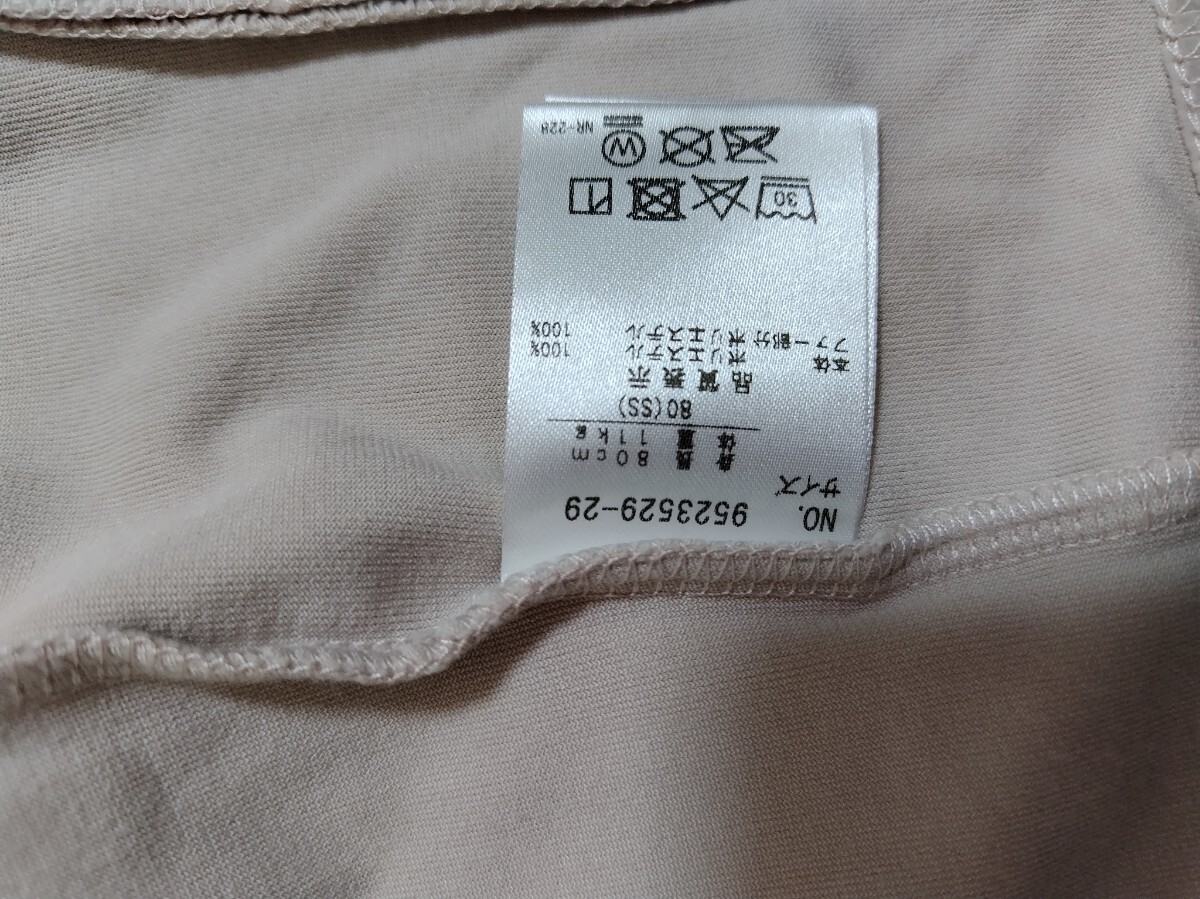 NO. 9523529-29
サイズ
身長 80cm
体重 11kg
80(SS)
品質表示
本体 ポリエステル 100%
ファー部分 ポリエステル 100%
30
W
NR-228